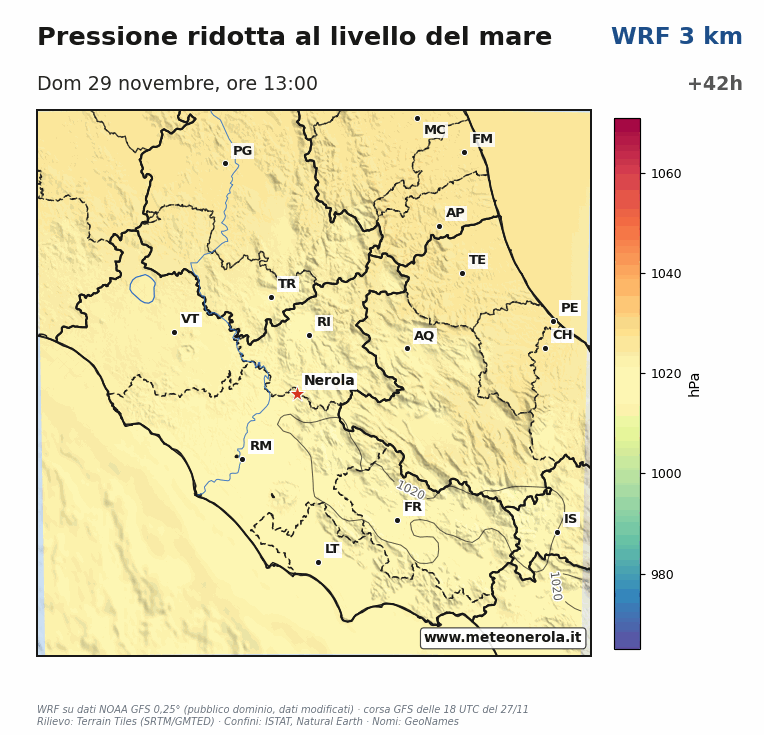 Pressione ridotta al livello del mare
WRF 3 km
Dom 29 novembre, ore 13:00
+42h
MC
FM
PG
AP
TE
TR
PE
VT
RI
AQ
CH
Nerola
RM
1020
FR
IS
LT
1020
www.meteonerola.it
1060
1040
1020
1000
980
hPa
WRF su dati NOAA GFS 0,25° (pubblico dominio, dati modificati) · corsa GFS delle 18 UTC del 27/11
Rilievo: Terrain Tiles (SRTM/GMTED) · Confini: ISTAT, Natural Earth · Nomi: GeoNames